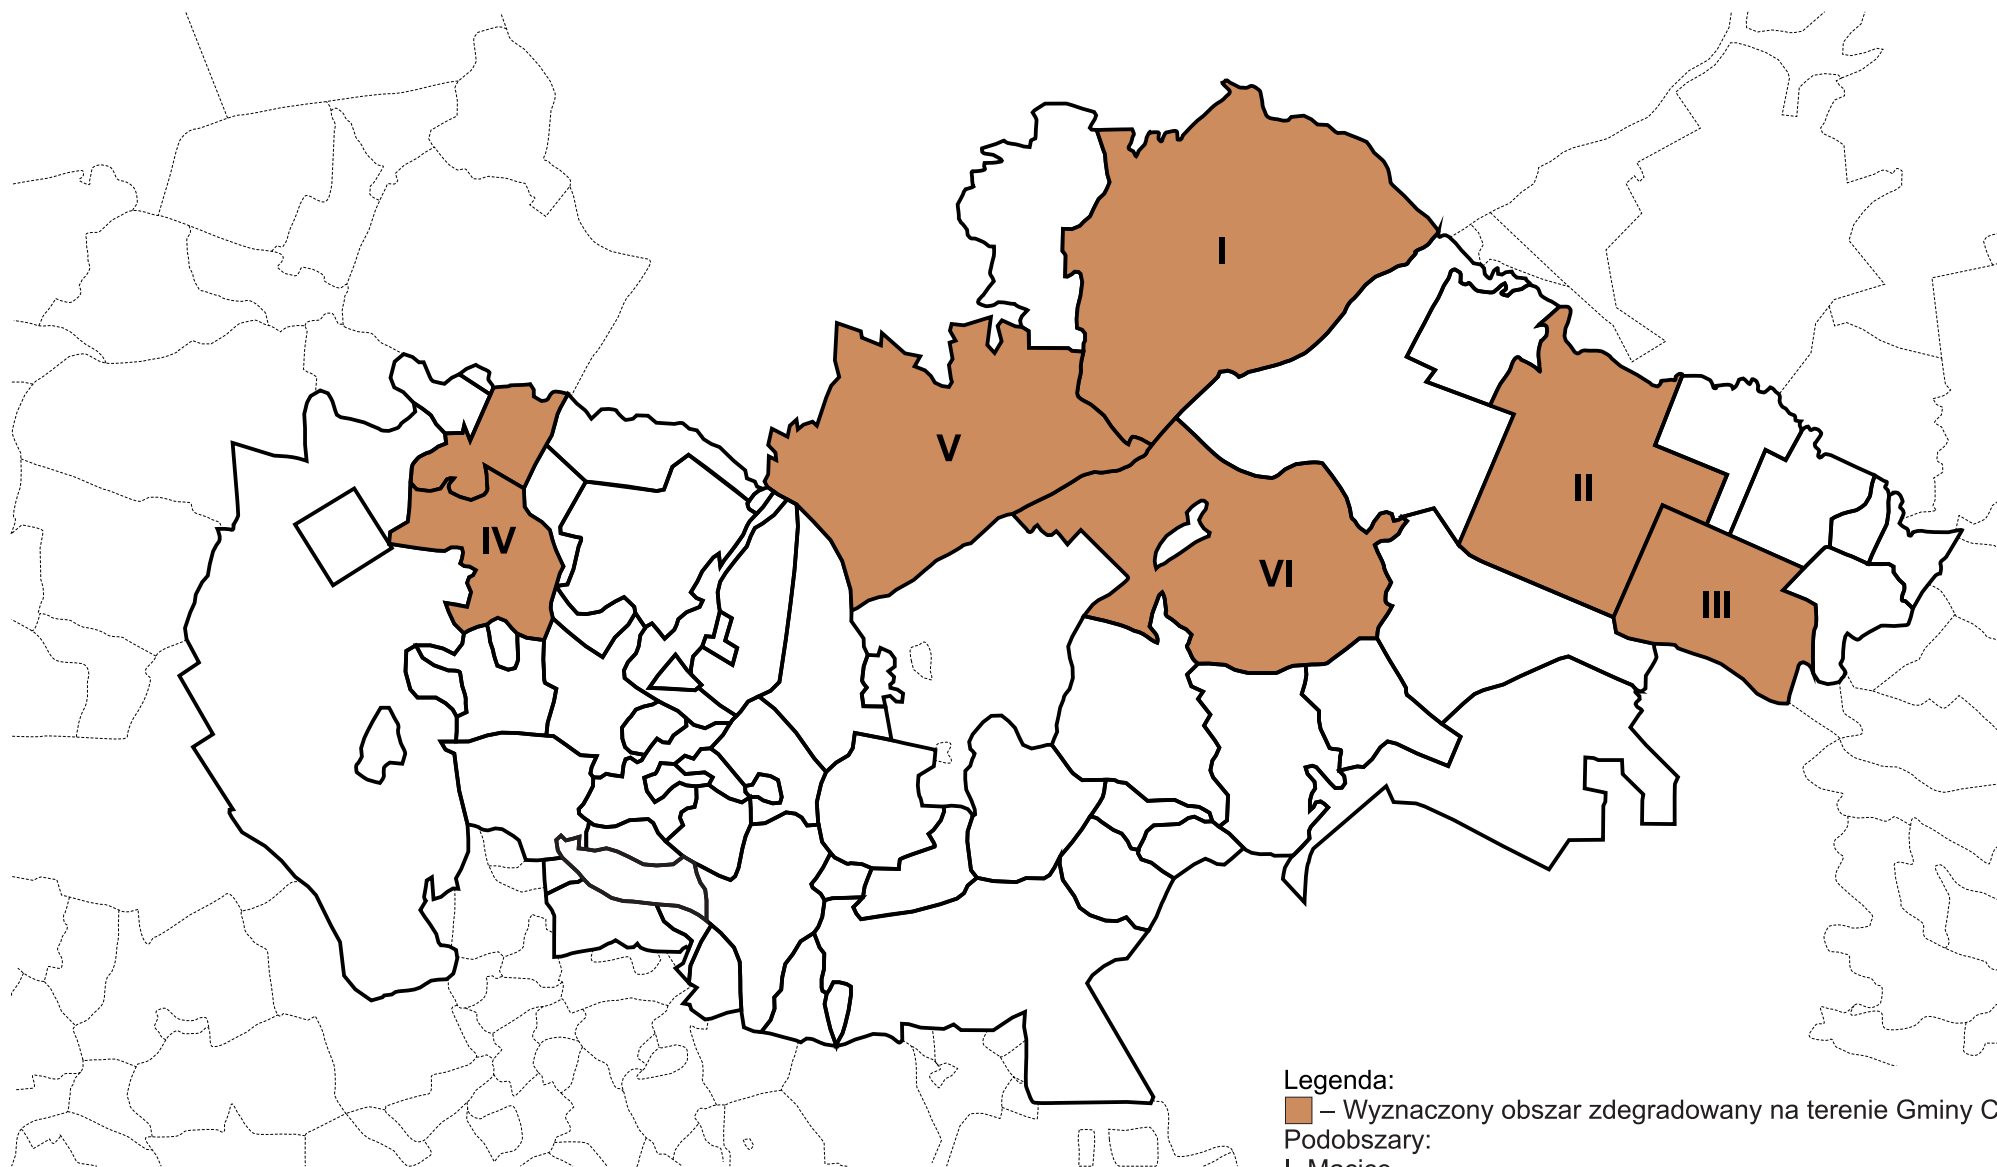 I
V
II
IV
VI
III
Legenda:
– Wyznaczony obszar zdegradowany na terenie Gminy C
Podobszary: